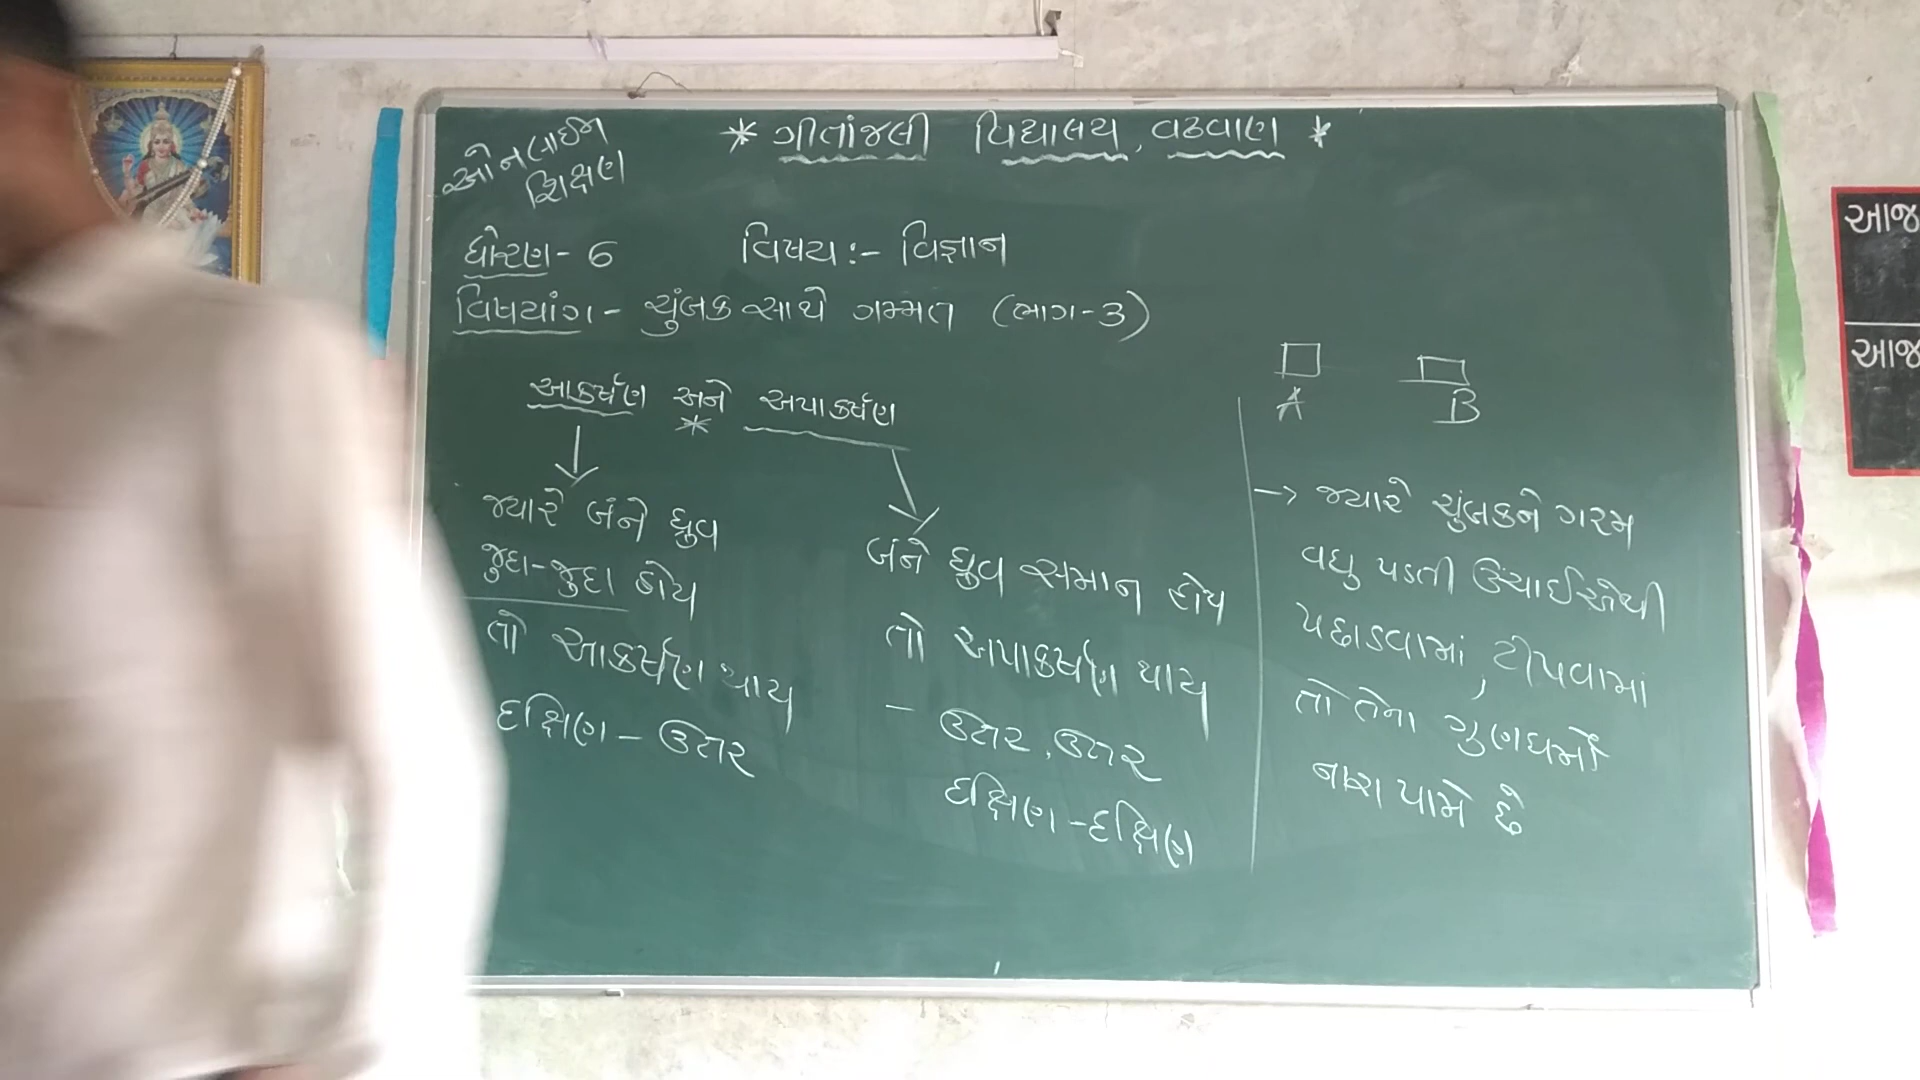 ઓનલાઈન
શિક્ષણ
* ગીતાંજલી વિદ્યાલય, વઢવાણ *
ધોરણ - 6 વિષય :- વિજ્ઞાન
વિષયાંગ - ચુંબક સાથે ગમ્મત (ભાગ-3)
આકર્ષણ અને અપાકર્ષણ
*
જ્યારે બંને ધ્રુવ
જુદા-જુદા હોય
તો આકર્ષણ થાય
દક્ષિણ - ઉત્તર
બંને ધ્રુવ સમાન હોય
તો અપાકર્ષણ થાય
- ઉત્તર, ઉત્તર
દક્ષિણ - દક્ષિણ
A B
→ જ્યારે ચુંબકને ગરમ
વધુ પડતી ઉંચાઈએથી
પછાડવામાં, ટીપવામાં
તો તેના ગુણધર્મો
નાશ પામે છે
આજ
આજ